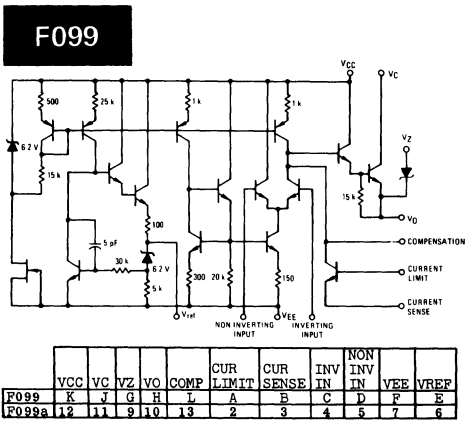 F099
VCC
VC
500
25 k
1 k
1 k
VZ
6 2 V
15 k
15 k
VO
5 pF
100
COMPENSATION
30 k
6 2 V
300
20 k
150
CURRENT LIMIT
5 k
Vref
NON INVERTING INPUT
VEE
INVERTING INPUT
CURRENT SENSE
VCC VC VZ VO COMP CUR LIMIT CUR SENSE INV IN NON INV IN VEE VREF
F099 K J G H L A B C D F E
F099a 12 11 9 10 13 2 3 4 5 7 6